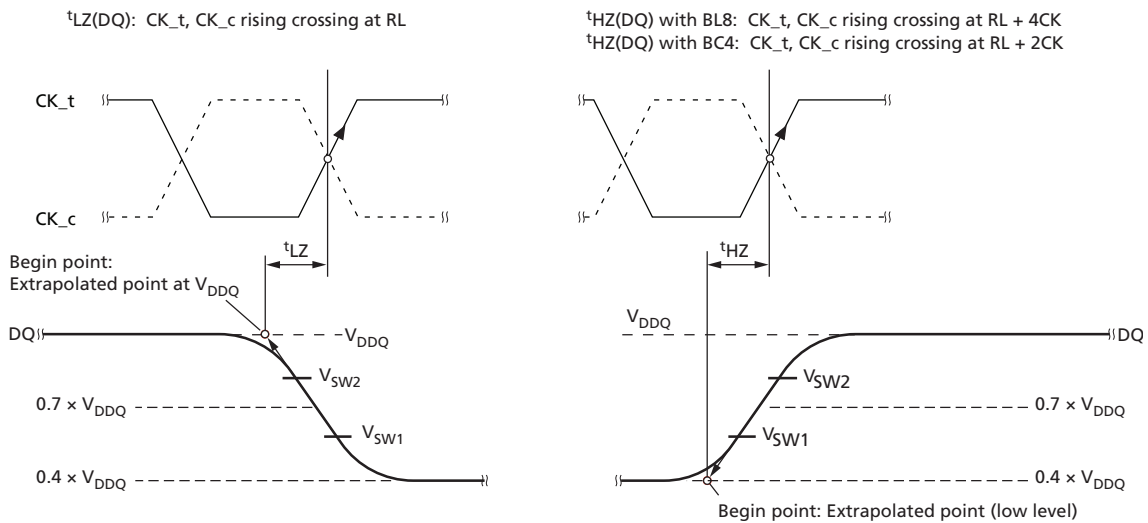 tLZ(DQ): CK_t, CK_c rising crossing at RL
tHZ(DQ) with BL8: CK_t, CK_c rising crossing at RL + 4CK
tHZ(DQ) with BC4: CK_t, CK_c rising crossing at RL + 2CK
CK_t
CK_c
tLZ
tHZ
Begin point:
Extrapolated point at VDDQ
DQ
VDDQ
VSW2
0.7 × VDDQ
VSW1
0.4 × VDDQ
VDDQ
DQ
VSW2
0.7 × VDDQ
VSW1
0.4 × VDDQ
Begin point: Extrapolated point (low level)